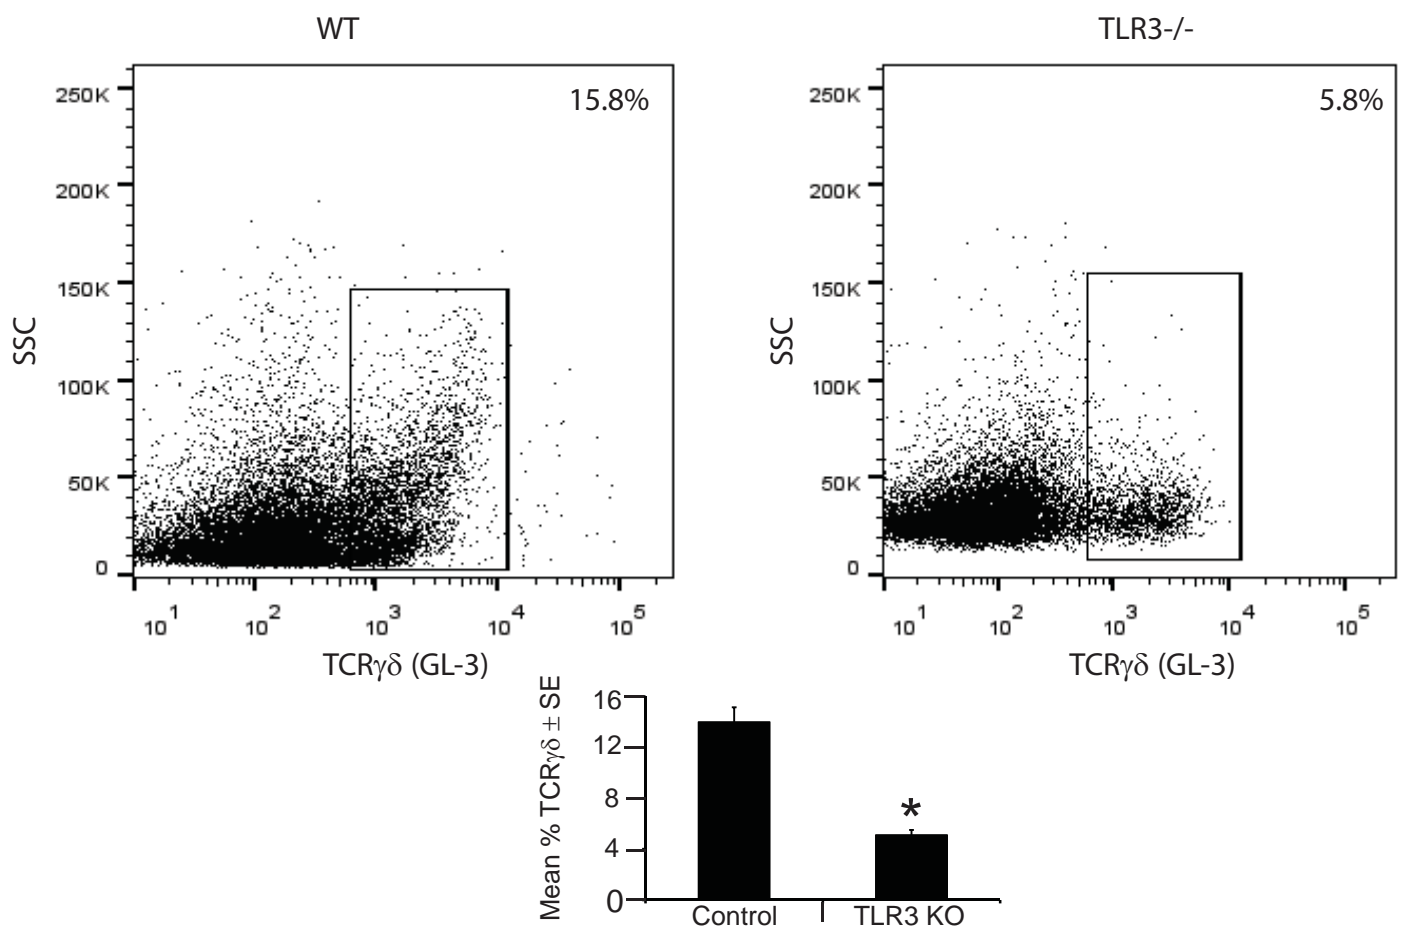 WT
TLR3-/-
250K
200K
150K
100K
50K
0
SSC
15.8%
10^1 10^2 10^3 10^4 10^5
TCRγδ (GL-3)
250K
200K
150K
100K
50K
0
SSC
5.8%
10^1 10^2 10^3 10^4 10^5
TCRγδ (GL-3)
Mean % TCRγδ ± SE
16
12
8
4
0
*
Control
TLR3 KO